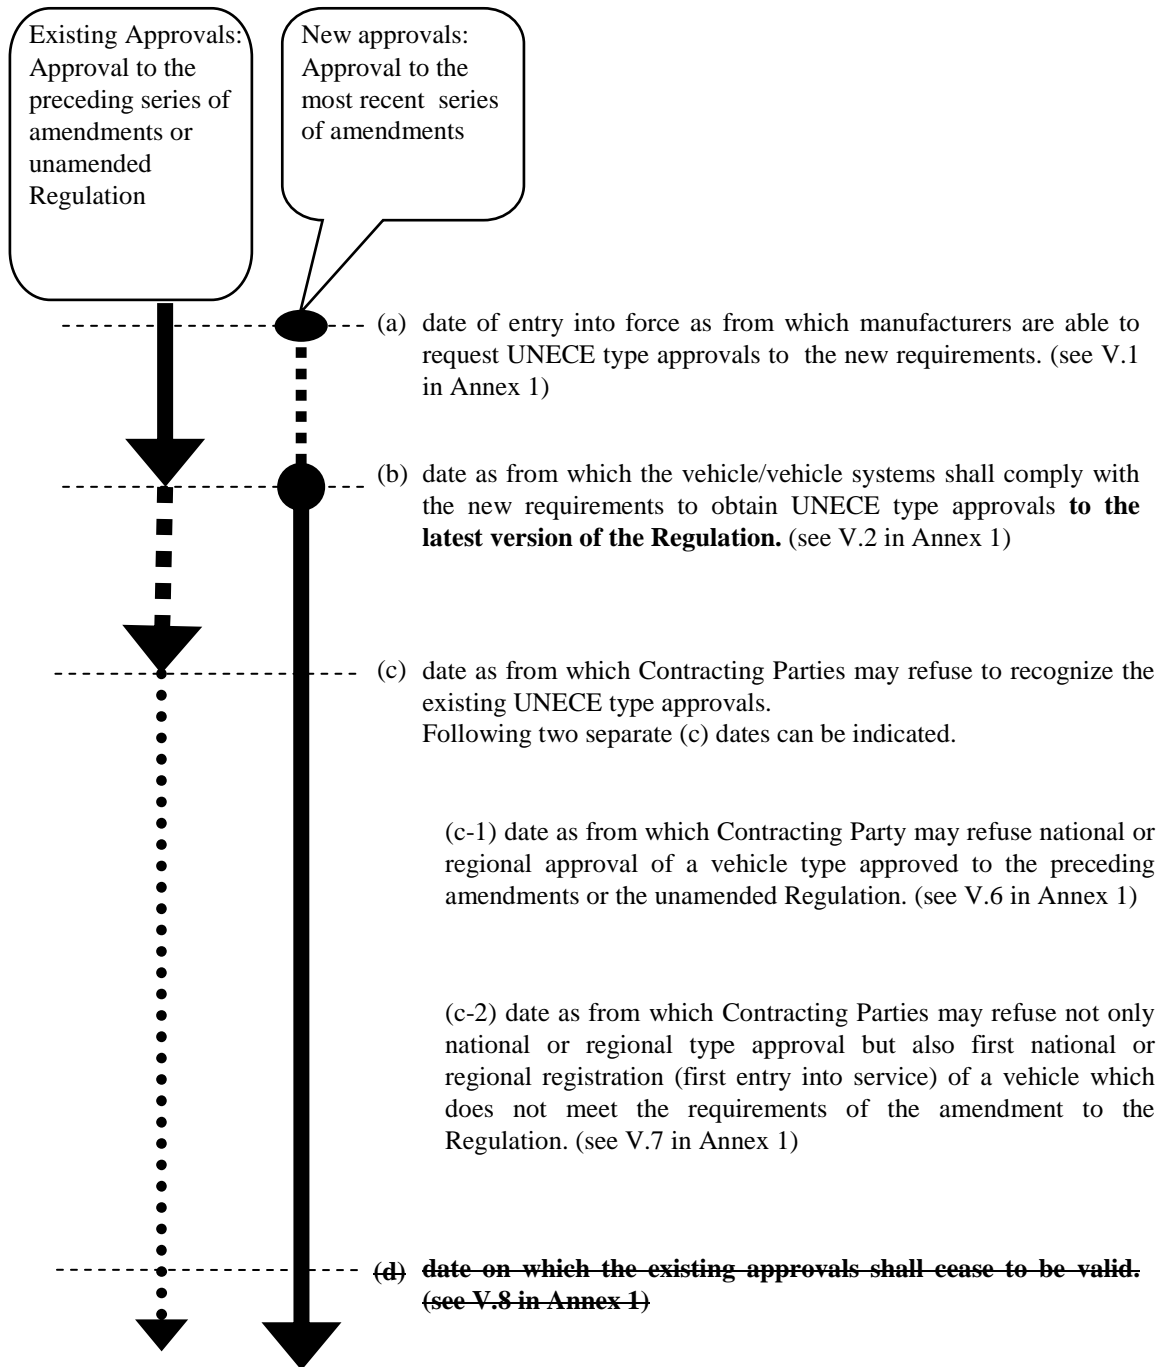 Existing Approvals:
Approval to the
preceding series of
amendments or
unamended
Regulation
New approvals:
Approval to the
most recent series
of amendments
(a) date of entry into force as from which manufacturers are able to
request UNECE type approvals to the new requirements. (see V.1
in Annex 1)
(b) date as from which the vehicle/vehicle systems shall comply with
the new requirements to obtain UNECE type approvals to the
latest version of the Regulation. (see V.2 in Annex 1)
(c) date as from which Contracting Parties may refuse to recognize the
existing UNECE type approvals.
Following two separate (c) dates can be indicated.
(c-1) date as from which Contracting Party may refuse national or
regional approval of a vehicle type approved to the preceding
amendments or the unamended Regulation. (see V.6 in Annex 1)
(c-2) date as from which Contracting Parties may refuse not only
national or regional type approval but also first national or
regional registration (first entry into service) of a vehicle which
does not meet the requirements of the amendment to the
Regulation. (see V.7 in Annex 1)
(d) date on which the existing approvals shall cease to be valid.
(see V.8 in Annex 1)